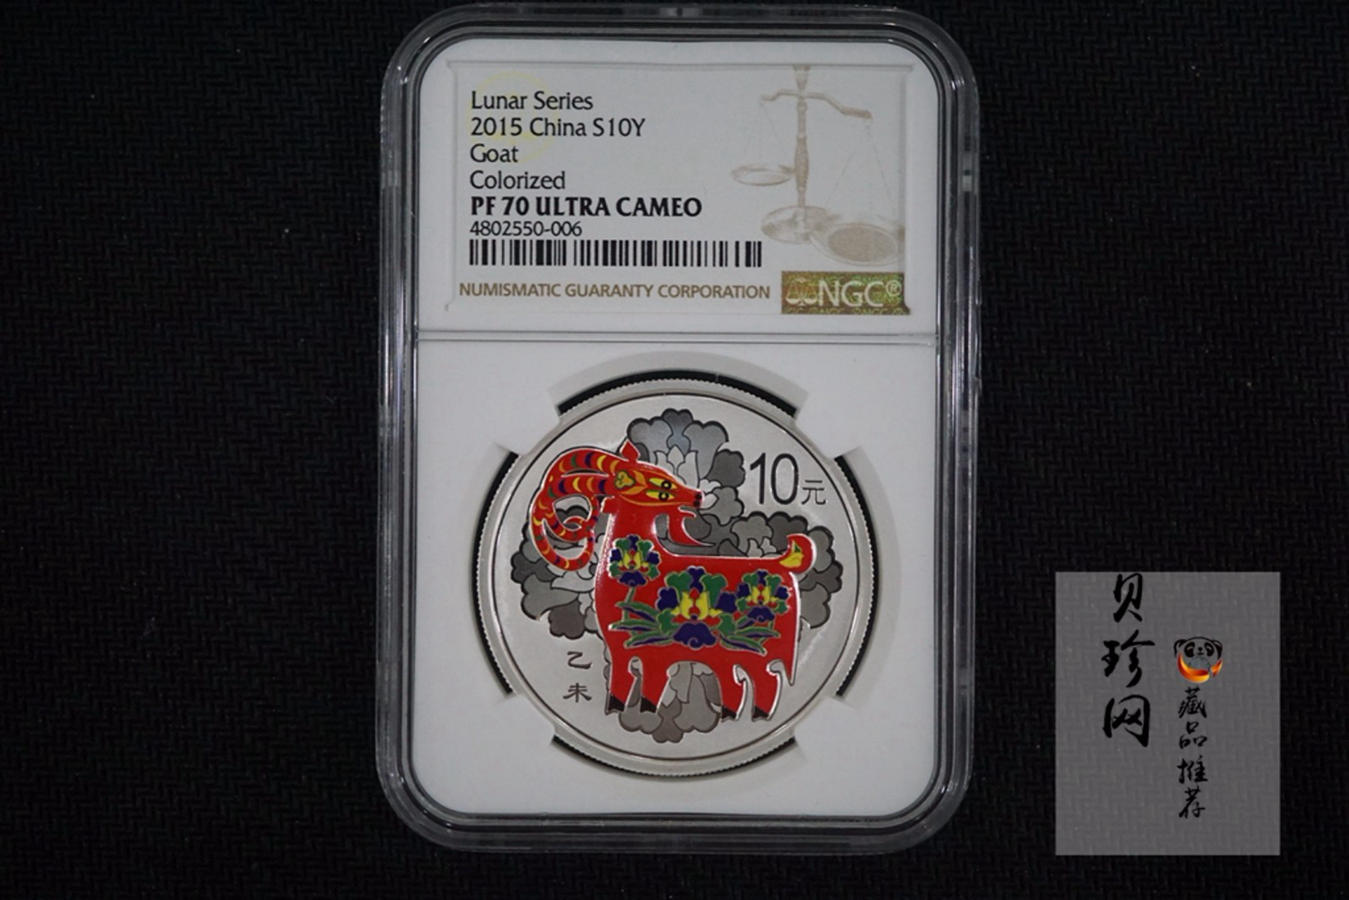 Lunar Series
2015 China S10Y
Goat
Colorized
PF 70 ULTRA CAMEO
4802550-006
NUMISMATIC GUARANTY CORPORATION
NGC®
10元
乙未
贝珍网
藏品推荐